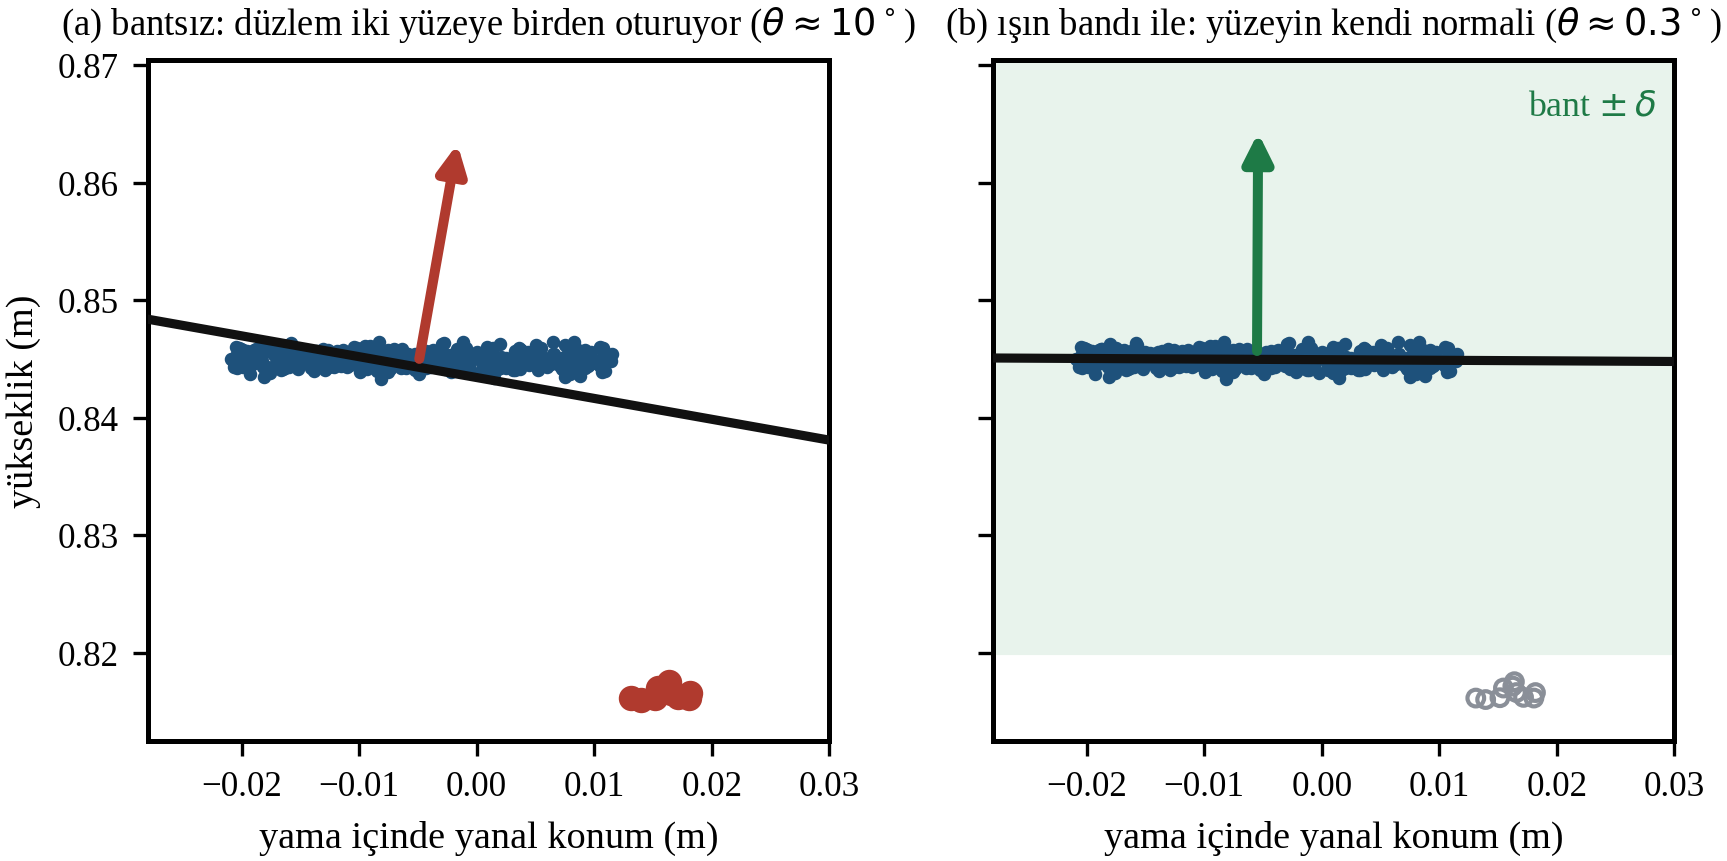 (a) bantsız: düzlem iki yüzeye birden oturuyor (θ ≈ 10°)
(b) ışın bandı ile: yüzeyin kendi normali (θ ≈ 0.3°)
0.87
0.86
0.85
0.84
0.83
0.82
yükseklik (m)
−0.02 −0.01 0.00 0.01 0.02 0.03
yama içinde yanal konum (m)
bant ± δ
−0.02 −0.01 0.00 0.01 0.02 0.03
yama içinde yanal konum (m)